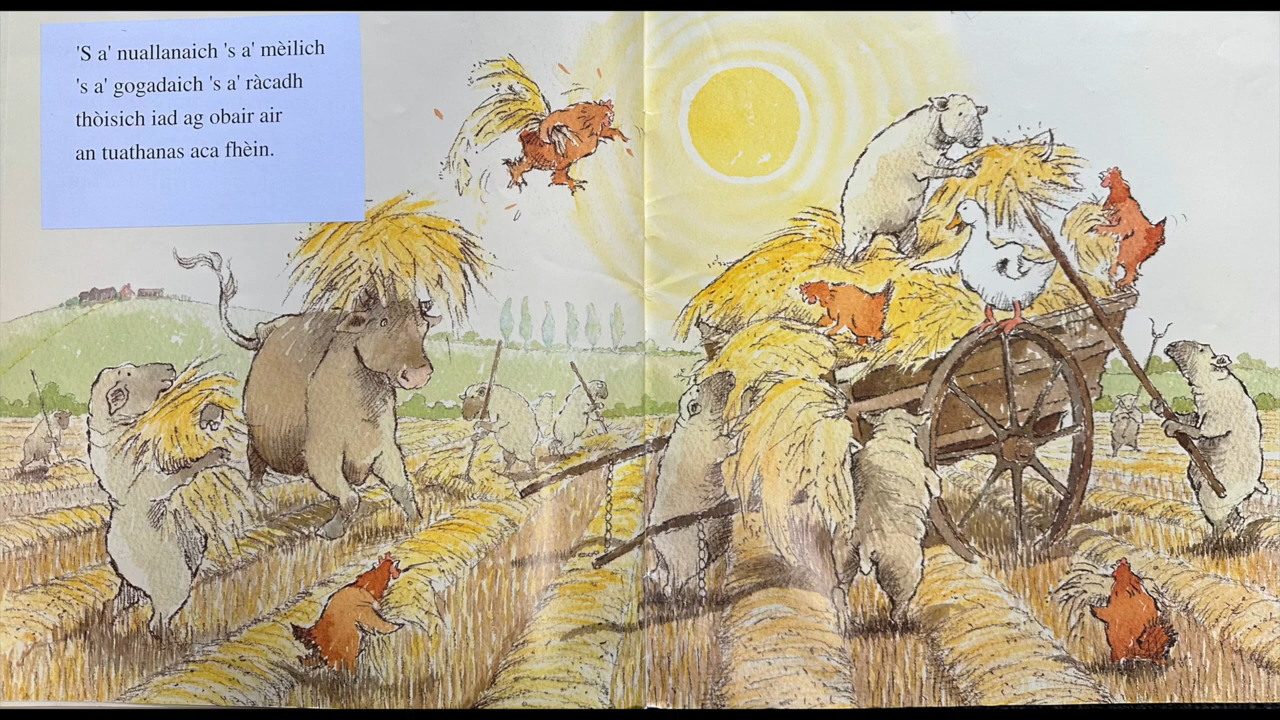 'S a' nuallanaich 's a' mèilich
's a' gogadaich 's a' ràcadh
thòisich iad ag obair air
an tuathanas aca fhèin.